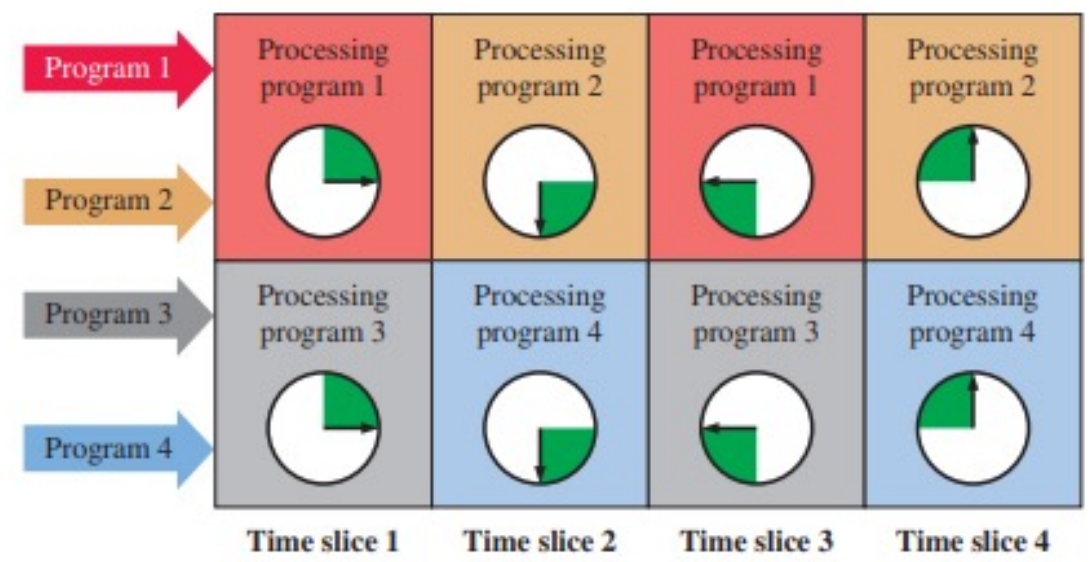 Program 1
Program 2
Program 3
Program 4
Processing
program 1
Processing
program 2
Processing
program 1
Processing
program 2
Processing
program 3
Processing
program 4
Processing
program 3
Processing
program 4
Time slice 1
Time slice 2
Time slice 3
Time slice 4